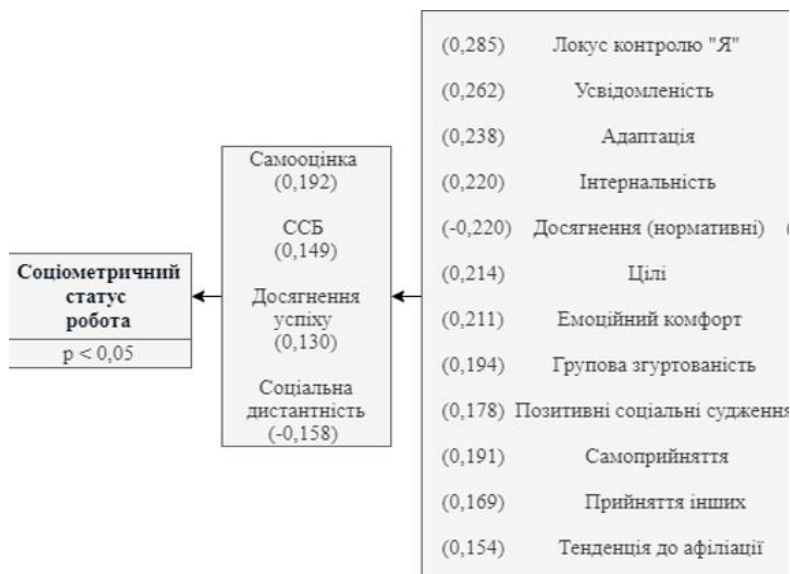 Соціометричний
статус
робота
p < 0,05
Самооцінка
(0,192)
ССБ
(0,149)
Досягнення
успіху
(0,130)
Соціальна
дистантність
(-0,158)
(0,285) Локус контролю "Я"
(0,262) Усвідомленість
(0,238) Адаптація
(0,220) Інтернальність
(-0,220) Досягнення (нормативні) (
(0,214) Цілі
(0,211) Емоційний комфорт
(0,194) Групова згуртованість
(0,178) Позитивні соціальні судження
(0,191) Самоприйняття
(0,169) Прийняття інших
(0,154) Тенденція до афіліації